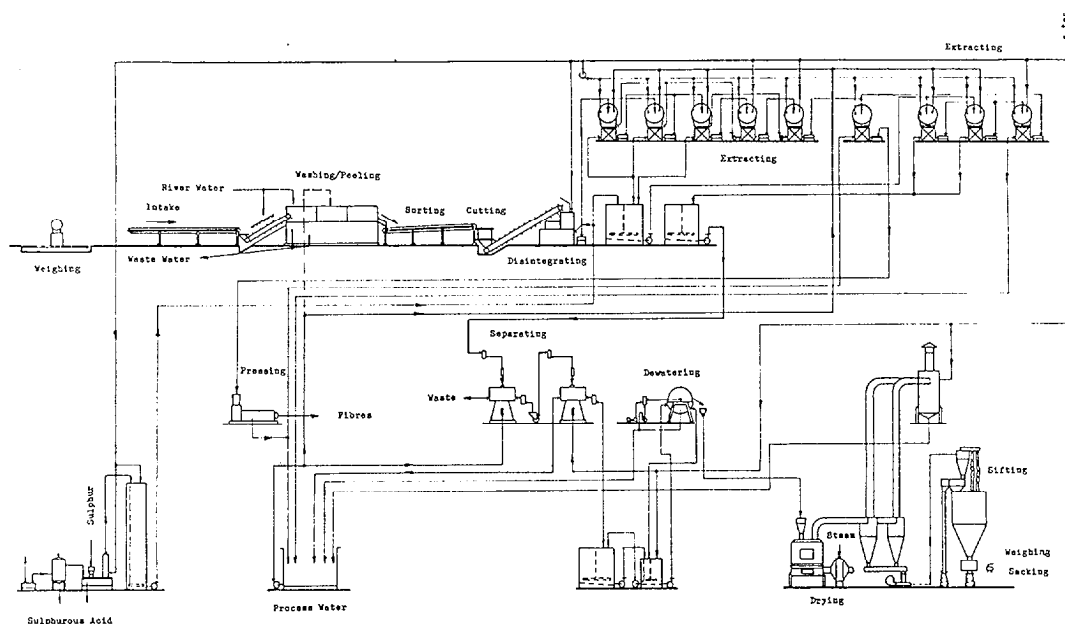 Extracting
Extracting
Washing/Peeling
River Water
Intake
Sorting
Cutting
Waste Water
Weighing
Disintegrating
Separating
Dewatering
Pressing
Waste
Fibres
Sifting
Sulphur
Steam
Weighing
Sacking
Drying
Process Water
Sulphurous Acid